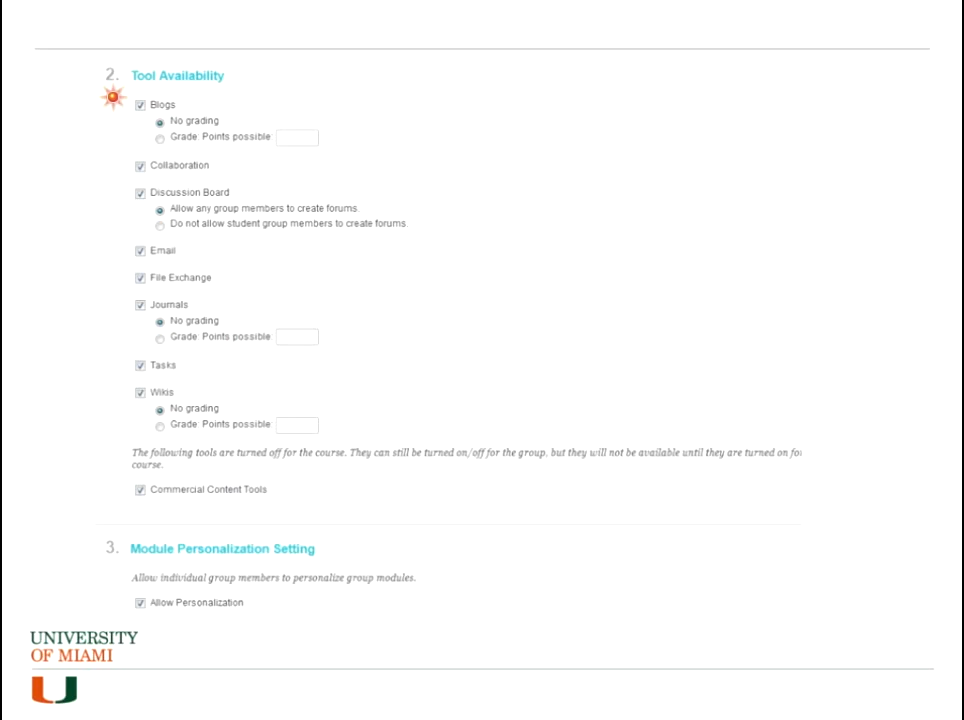 2. Tool Availability
Blogs
No grading
Grade: Points possible:
Collaboration
Discussion Board
Allow any group members to create forums.
Do not allow student group members to create forums.
Email
File Exchange
Journals
No grading
Grade: Points possible:
Tasks
Wikis
No grading
Grade: Points possible:
The following tools are turned off for the course. They can still be turned on/off for the group, but they will not be available until they are turned on for
course.
Commercial Content Tools
3. Module Personalization Setting
Allow individual group members to personalize group modules.
Allow Personalization
UNIVERSITY
OF MIAMI